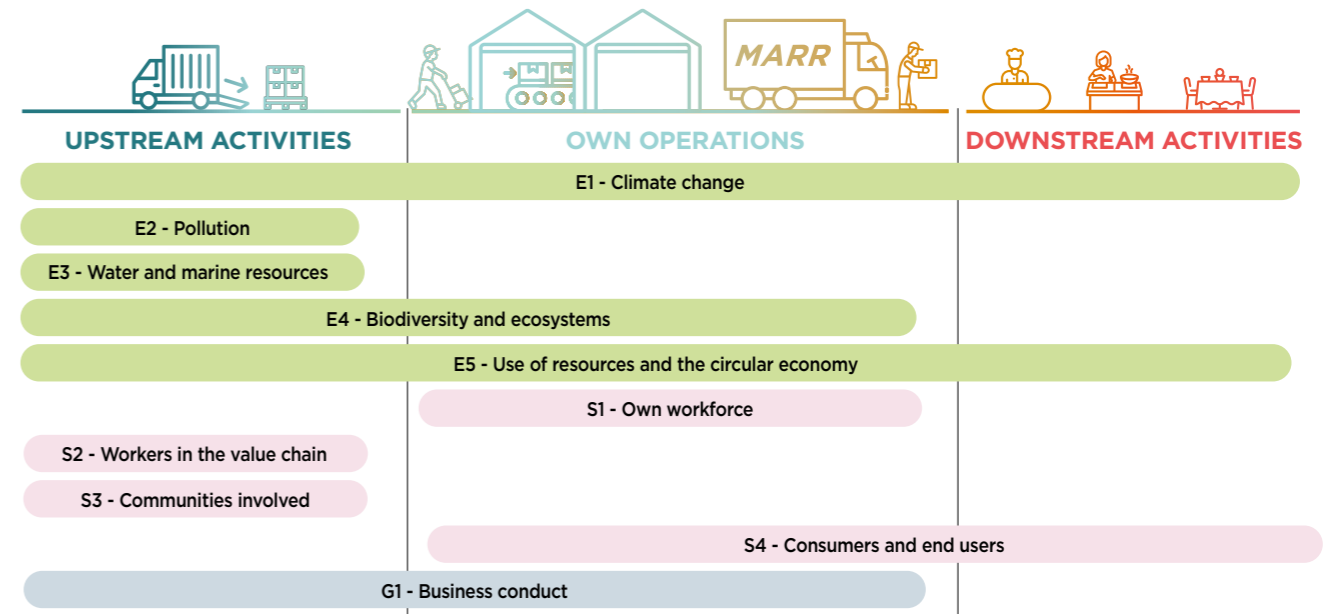 MARR
UPSTREAM ACTIVITIES
OWN OPERATIONS
DOWNSTREAM ACTIVITIES
E1 - Climate change
E2 - Pollution
E3 - Water and marine resources
E4 - Biodiversity and ecosystems
E5 - Use of resources and the circular economy
S1 - Own workforce
S2 - Workers in the value chain
S3 - Communities involved
S4 - Consumers and end users
G1 - Business conduct